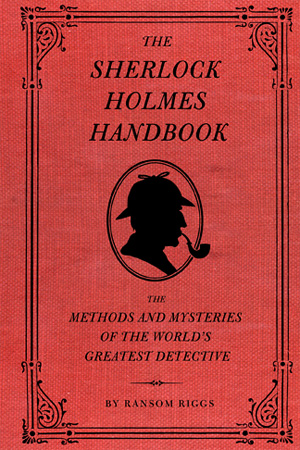 THE
SHERLOCK
HOLMES
HANDBOOK
THE
METHODS AND MYSTERIES
OF THE WORLD'S
GREATEST DETECTIVE
BY RANSOM RIGGS